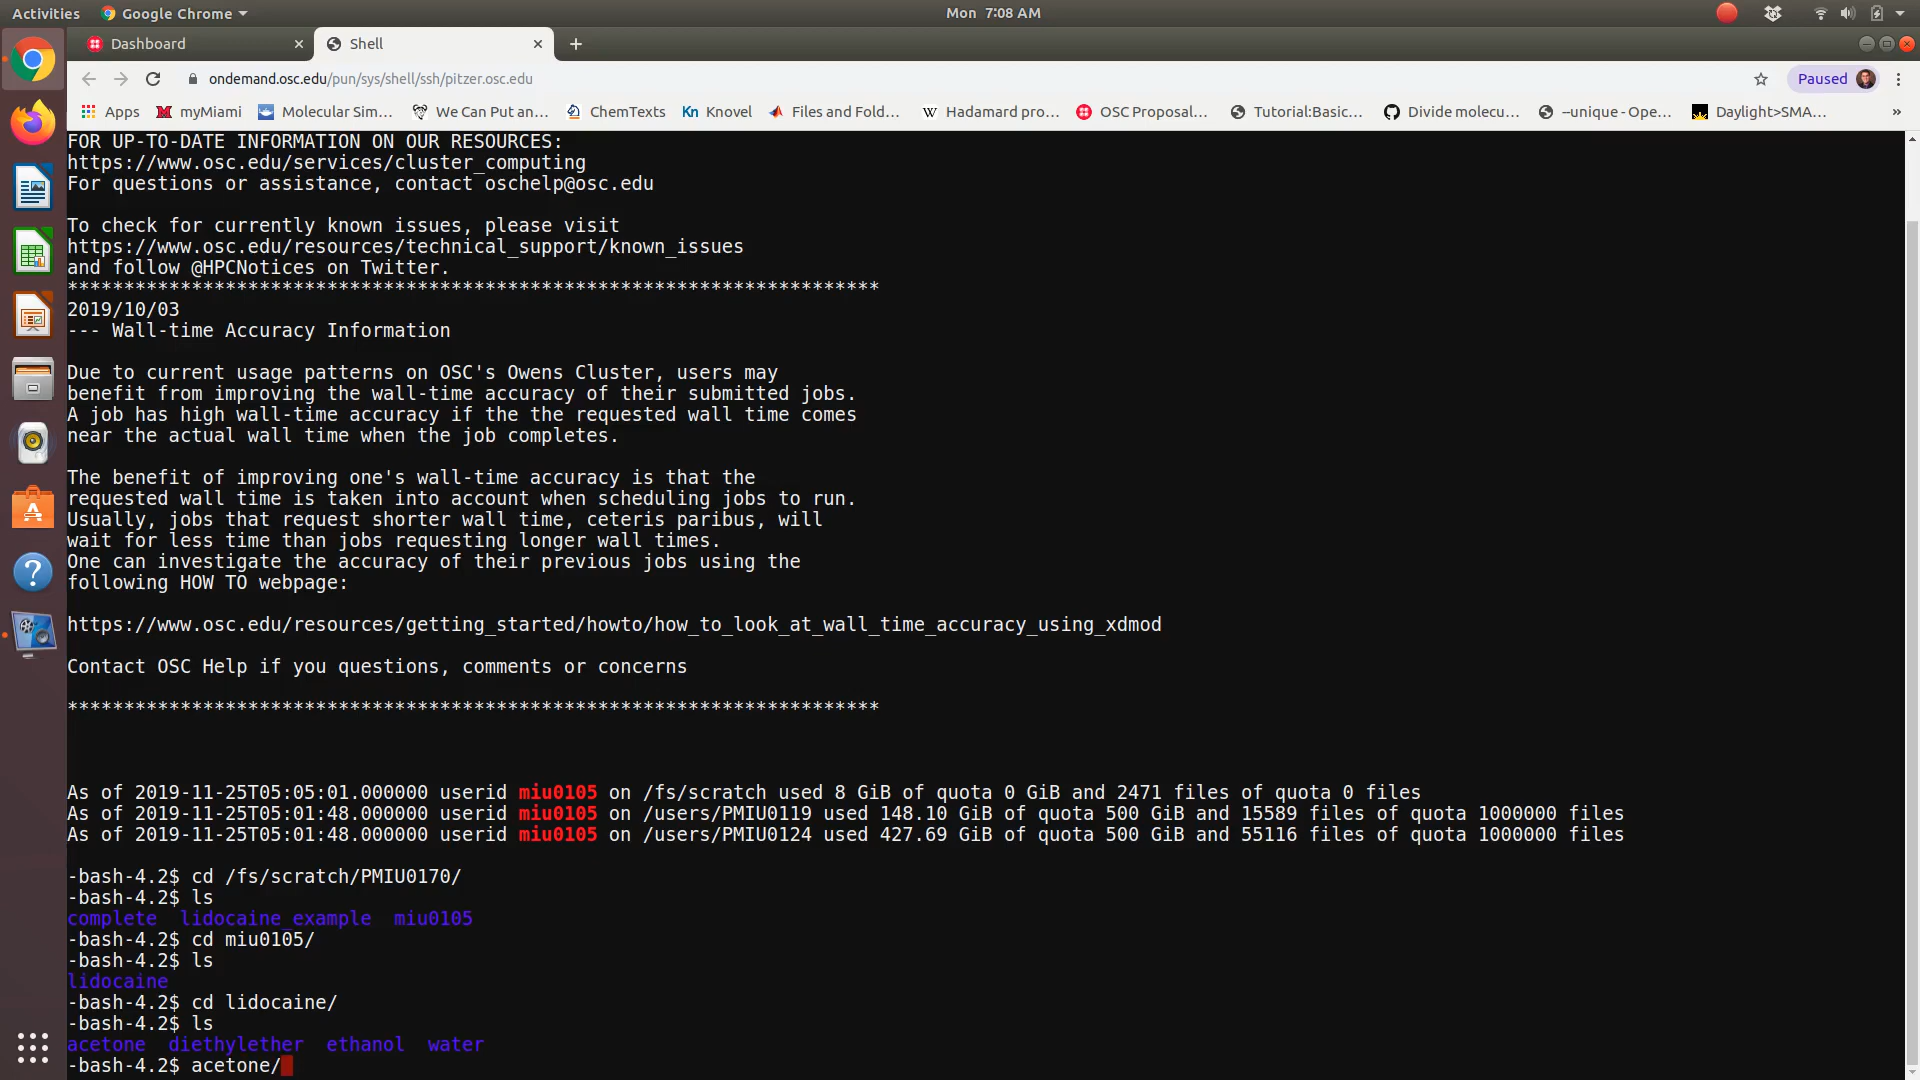 Activities Google Chrome Mon 7:08 AM
Dashboard Shell
ondemand.osc.edu/pun/sys/shell/ssh/pitzer.osc.edu Paused
Apps myMiami Molecular Sim... We Can Put an... ChemTexts Kn Knovel Files and Fold... W Hadamard pro... OSC Proposal... Tutorial:Basic... Divide molecu... --unique - Ope... Daylight>SMA... »
FOR UP-TO-DATE INFORMATION ON OUR RESOURCES:
https://www.osc.edu/services/cluster_computing
For questions or assistance, contact oschelp@osc.edu
To check for currently known issues, please visit
https://www.osc.edu/resources/technical_support/known_issues
and follow @HPCNotices on Twitter.
************************************************************************
2019/10/03
--- Wall-time Accuracy Information
Due to current usage patterns on OSC's Owens Cluster, users may
benefit from improving the wall-time accuracy of their submitted jobs.
A job has high wall-time accuracy if the the requested wall time comes
near the actual wall time when the job completes.
The benefit of improving one's wall-time accuracy is that the
requested wall time is taken into account when scheduling jobs to run.
Usually, jobs that request shorter wall time, ceteris paribus, will
wait for less time than jobs requesting longer wall times.
One can investigate the accuracy of their previous jobs using the
following HOW TO webpage:
https://www.osc.edu/resources/getting_started/howto/how_to_look_at_wall_time_accuracy_using_xdmod
Contact OSC Help if you questions, comments or concerns
************************************************************************
As of 2019-11-25T05:05:01.000000 userid miu0105 on /fs/scratch used 8 GiB of quota 0 GiB and 2471 files of quota 0 files
As of 2019-11-25T05:01:48.000000 userid miu0105 on /users/PMIU0119 used 148.10 GiB of quota 500 GiB and 15589 files of quota 1000000 files
As of 2019-11-25T05:01:48.000000 userid miu0105 on /users/PMIU0124 used 427.69 GiB of quota 500 GiB and 55116 files of quota 1000000 files
-bash-4.2$ cd /fs/scratch/PMIU0170/
-bash-4.2$ ls
complete lidocaine_example miu0105
-bash-4.2$ cd miu0105/
-bash-4.2$ ls
lidocaine
-bash-4.2$ cd lidocaine/
-bash-4.2$ ls
acetone diethylether ethanol water
-bash-4.2$ acetone/